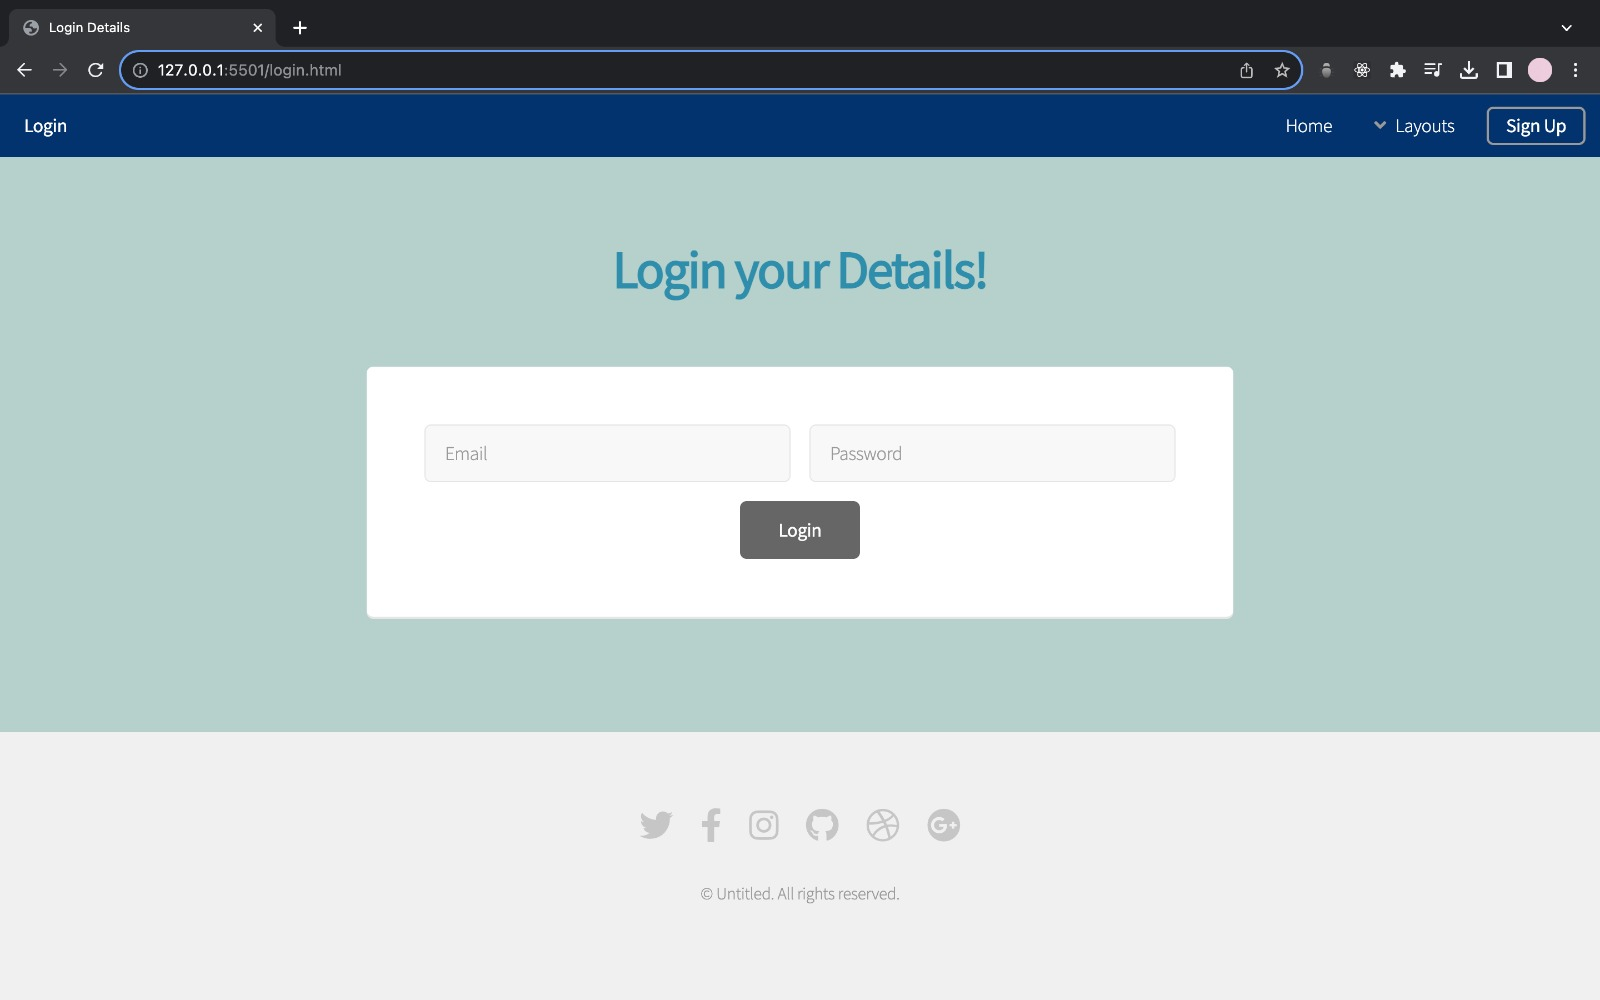 Login Details
127.0.0.1:5501/login.html
Login
Home
Layouts
Sign Up
Login your Details!
Email
Password
Login
© Untitled. All rights reserved.